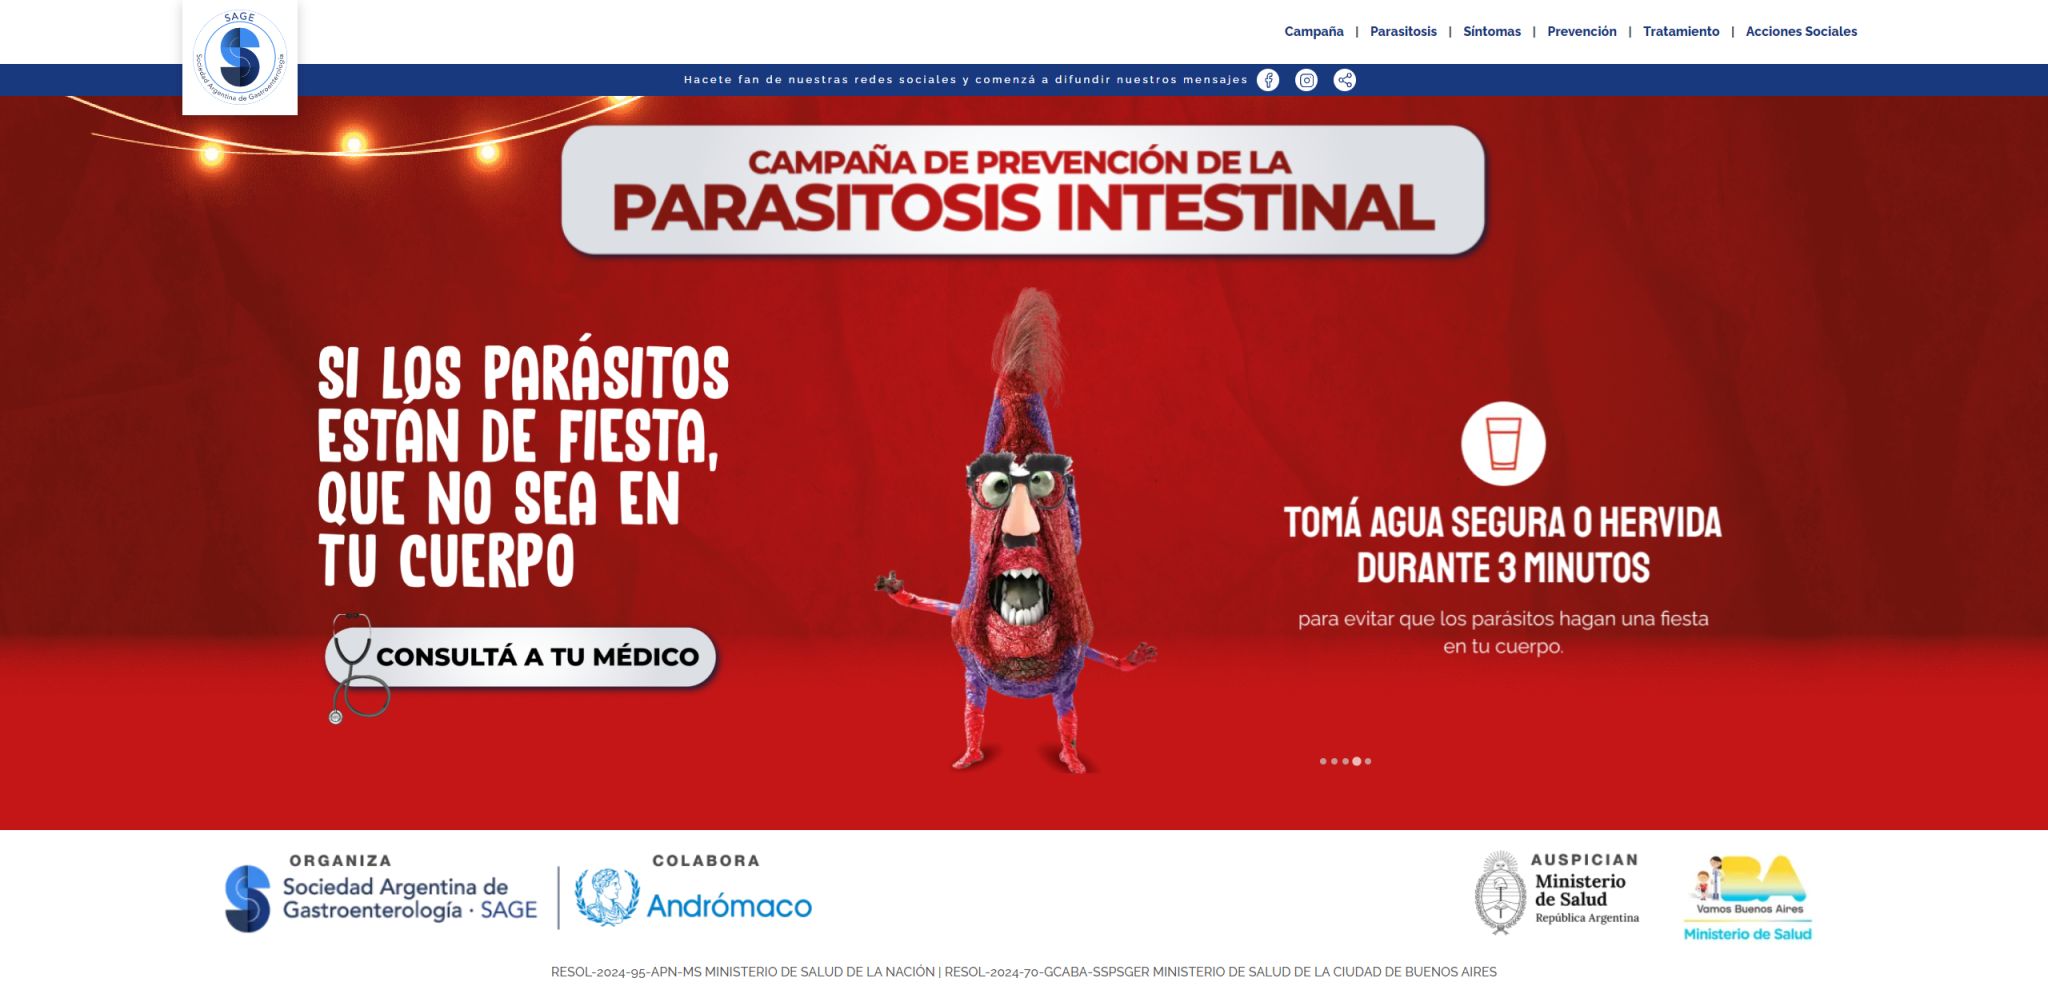 SAGE
Sociedad Argentina de Gastroenterología
Campaña | Parasitosis | Síntomas | Prevención | Tratamiento | Acciones Sociales
Hacete fan de nuestras redes sociales y comenzá a difundir nuestros mensajes
CAMPAÑA DE PREVENCIÓN DE LA
PARASITOSIS INTESTINAL
SI LOS PARÁSITOS
ESTÁN DE FIESTA,
QUE NO SEA EN
TU CUERPO
CONSULTÁ A TU MÉDICO
TOMÁ AGUA SEGURA O HERVIDA
DURANTE 3 MINUTOS
para evitar que los parásitos hagan una fiesta
en tu cuerpo.
ORGANIZA
Sociedad Argentina de
Gastroenterología · SAGE
COLABORA
Andrómaco
AUSPICIAN
Ministerio
de Salud
República Argentina
BA
Vamos Buenos Aires
Ministerio de Salud
RESOL-2024-95-APN-MS MINISTERIO DE SALUD DE LA NACIÓN | RESOL-2024-70-GCABA-SSPSGER MINISTERIO DE SALUD DE LA CIUDAD DE BUENOS AIRES